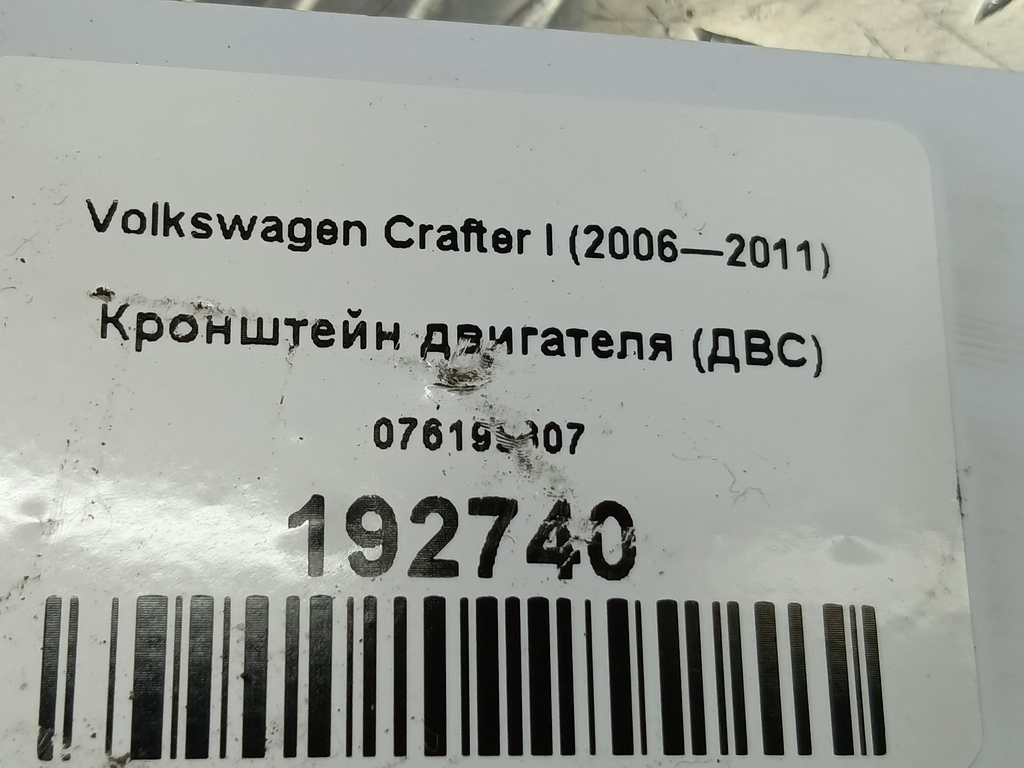 Volkswagen Crafter I (2006—2011)
Кронштейн двигателя (ДВС)
192740